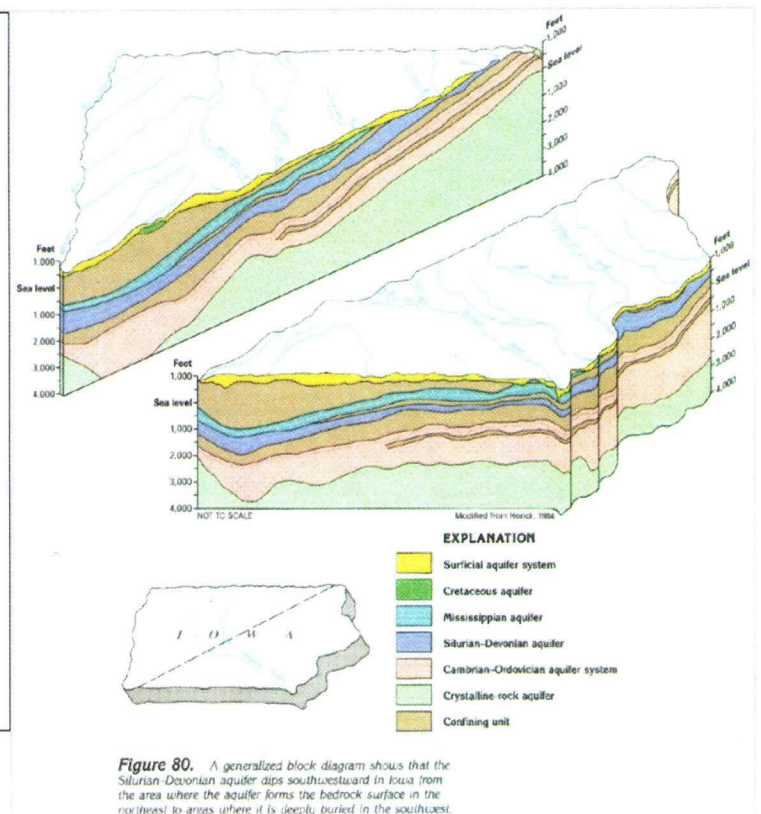 Feet
1,000
Sea level
1,000
2,000
3,000
4,000
Feet
1,000
Sea level
1,000
2,000
3,000
4,000
Feet
1,000
Sea level
1,000
2,000
3,000
4,000
Feet
1,000
Sea level
1,000
2,000
3,000
4,000
NOT TO SCALE
Modified from Horick, 1984
EXPLANATION
Surficial aquifer system
Cretaceous aquifer
Mississippian aquifer
Silurian-Devonian aquifer
Cambrian-Ordovician aquifer system
Crystalline-rock aquifer
Confining unit
I O W A
Figure 80. A generalized block diagram shows that the
Silurian-Devonian aquifer dips southwestward in Iowa from
the area where the aquifer forms the bedrock surface in the
northeast to areas where it is deeply buried in the southwest.